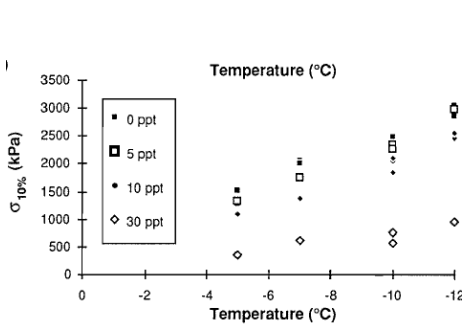 )
Temperature (°C)
3500
3000
2500
2000
1500
1000
500
0
σ10% (kPa)
0 ppt
5 ppt
10 ppt
30 ppt
0 -2 -4 -6 -8 -10 -12
Temperature (°C)